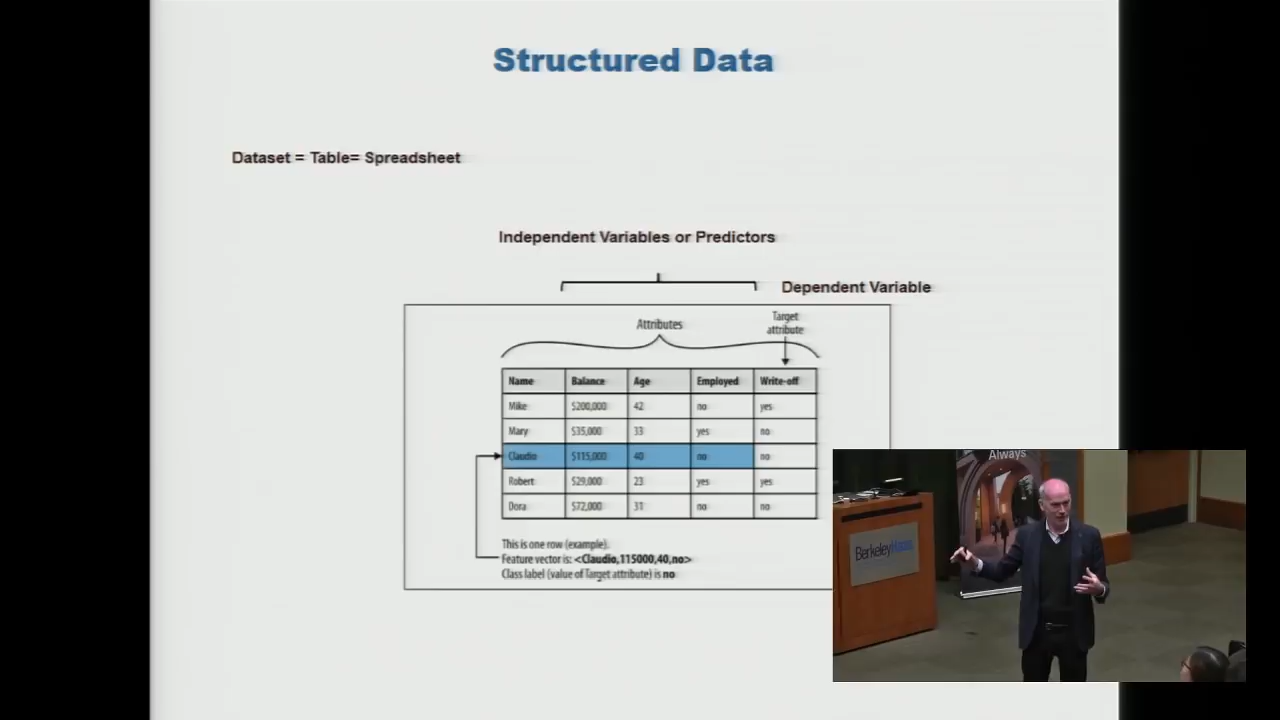 Structured Data
Dataset = Table= Spreadsheet
Independent Variables or Predictors
Dependent Variable
Attributes
Target
attribute
Name Balance Age Employed Write-off
Mike $200,000 42 no yes
Mary $35,000 33 yes no
Claudio $115,000 40 no no
Robert $29,000 23 yes yes
Dora $72,000 31 no no
This is one row (example).
Feature vector is: <Claudio,115000,40,no>
Class label (value of Target attribute) is no
Always
BerkeleyHaas